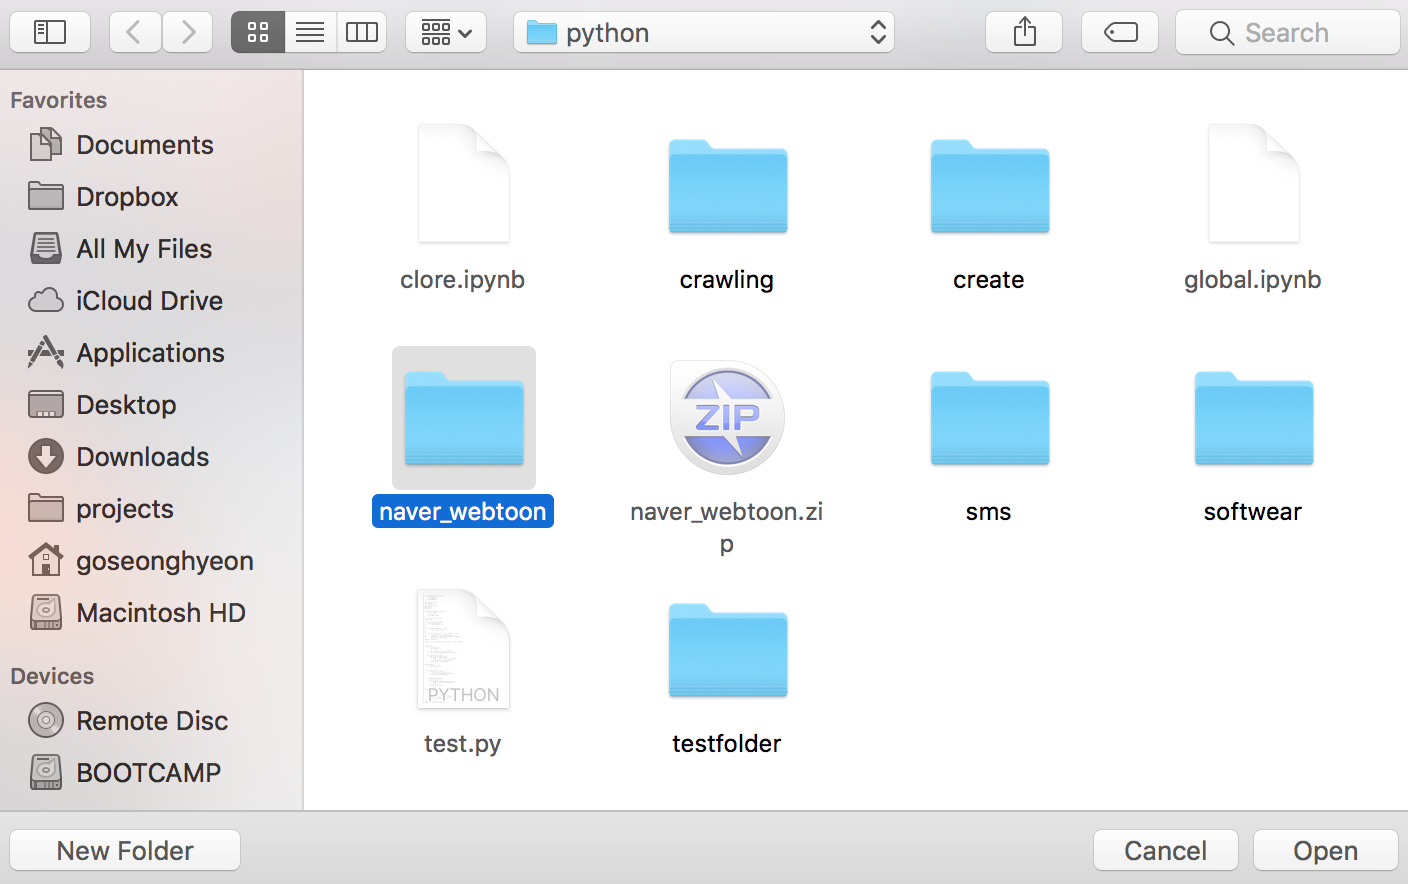 python
Search
Favorites
Documents
Dropbox
All My Files
iCloud Drive
Applications
Desktop
Downloads
projects
goseonghyeon
Macintosh HD
Devices
Remote Disc
BOOTCAMP
clore.ipynb
crawling
create
global.ipynb
naver_webtoon
ZIP
naver_webtoon.zi
p
sms
softwear
PYTHON
test.py
testfolder
New Folder
Cancel
Open